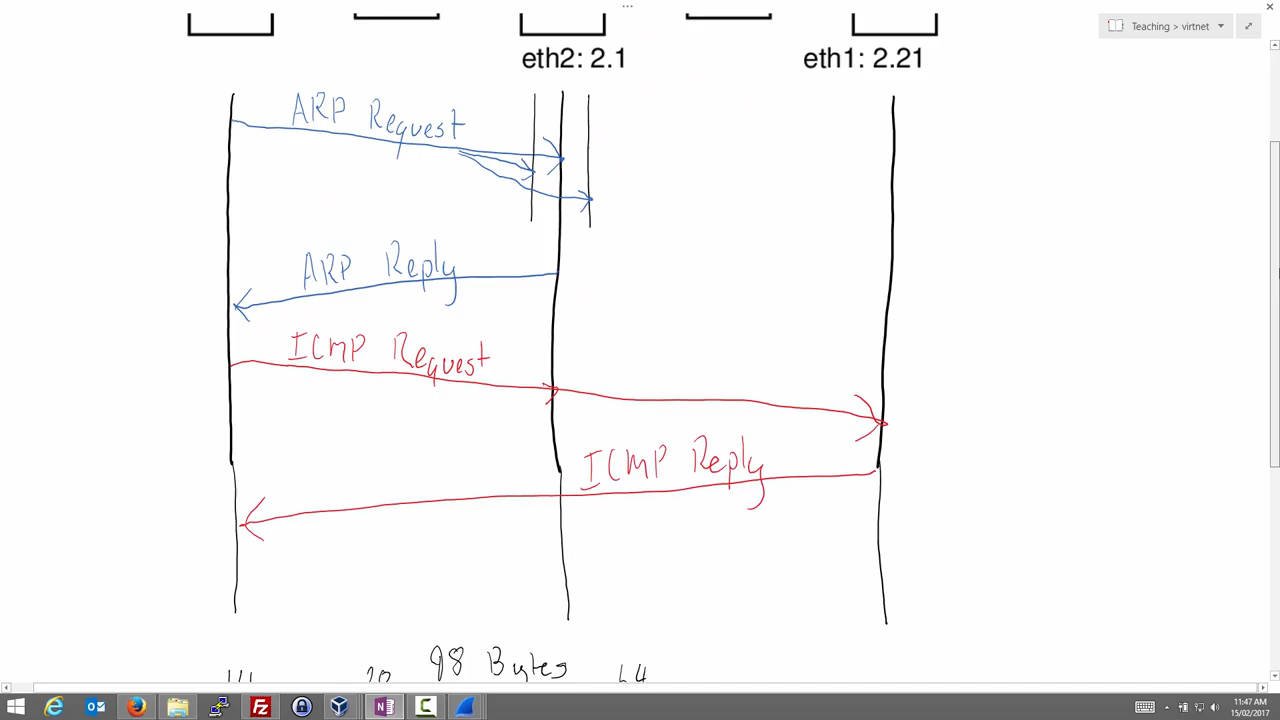 Teaching > virtnet
eth2: 2.1
eth1: 2.21
ARP Request
ARP Reply
ICMP Request
ICMP Reply
98 Bytes
11:47 AM
15/02/2017